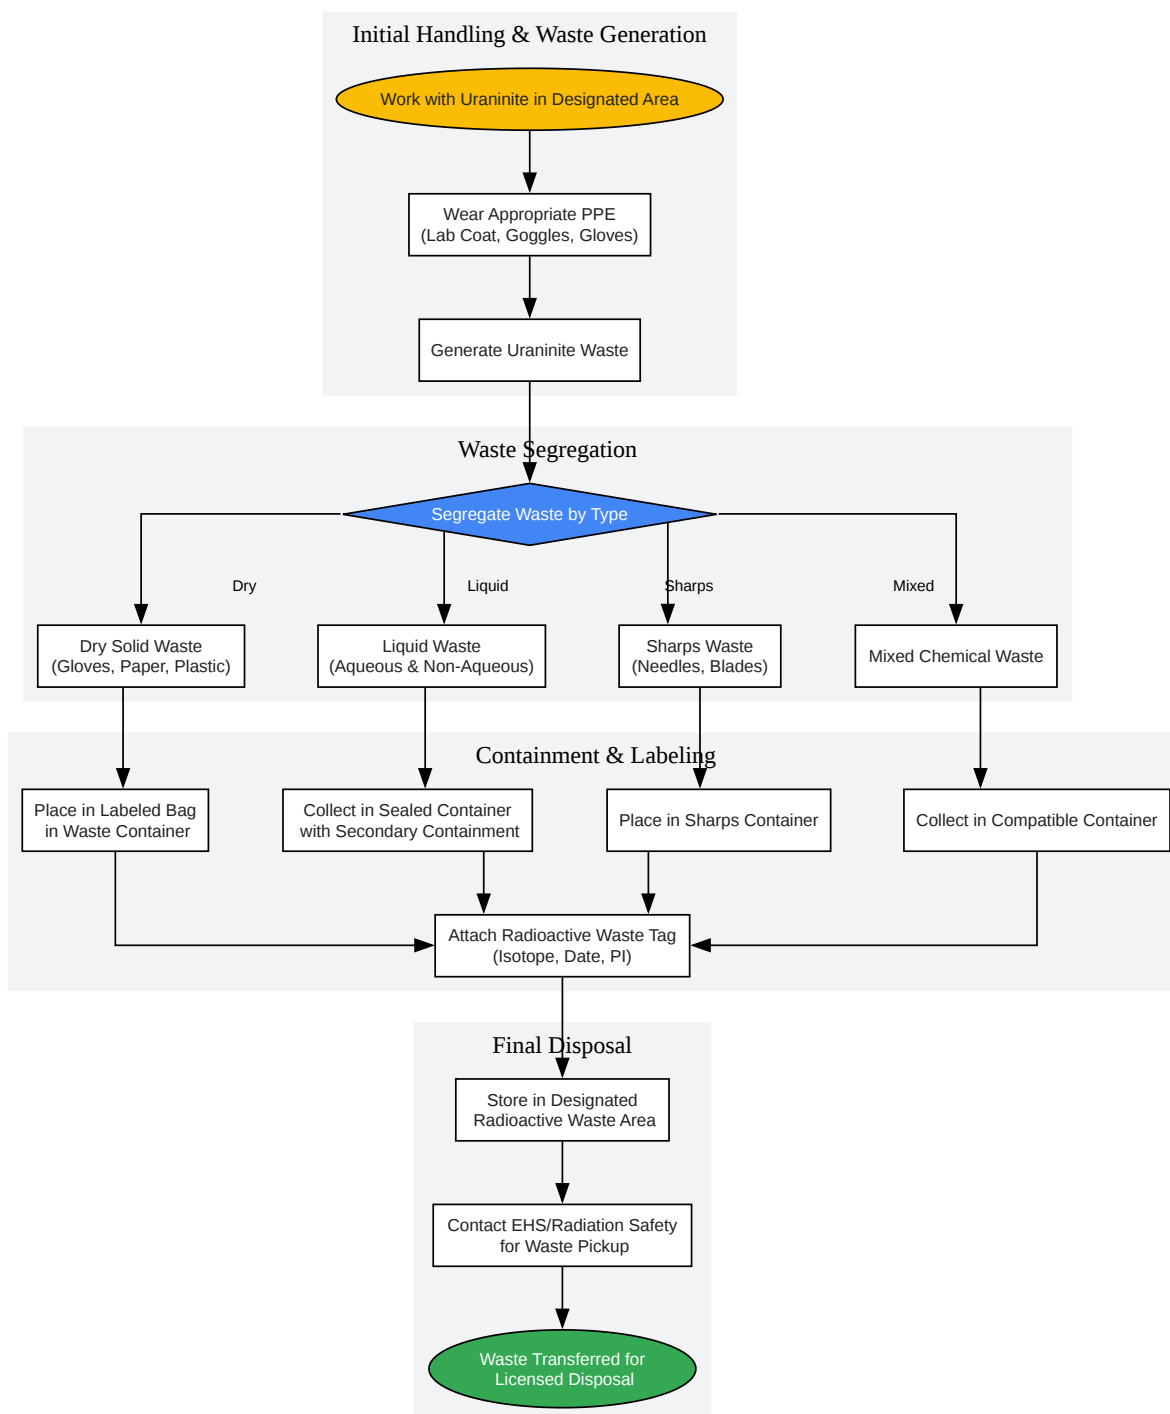 Initial Handling & Waste Generation
Work with Uraninite in Designated Area
Wear Appropriate PPE
(Lab Coat, Goggles, Gloves)
Generate Uraninite Waste
Waste Segregation
Segregate Waste by Type
Dry
Liquid
Sharps
Mixed
Dry Solid Waste
(Gloves, Paper, Plastic)
Liquid Waste
(Aqueous & Non-Aqueous)
Sharps Waste
(Needles, Blades)
Mixed Chemical Waste
Containment & Labeling
Place in Labeled Bag
in Waste Container
Collect in Sealed Container
with Secondary Containment
Place in Sharps Container
Collect in Compatible Container
Attach Radioactive Waste Tag
(Isotope, Date, PI)
Final Disposal
Store in Designated
Radioactive Waste Area
Contact EHS/Radiation Safety
for Waste Pickup
Waste Transferred for
Licensed Disposal